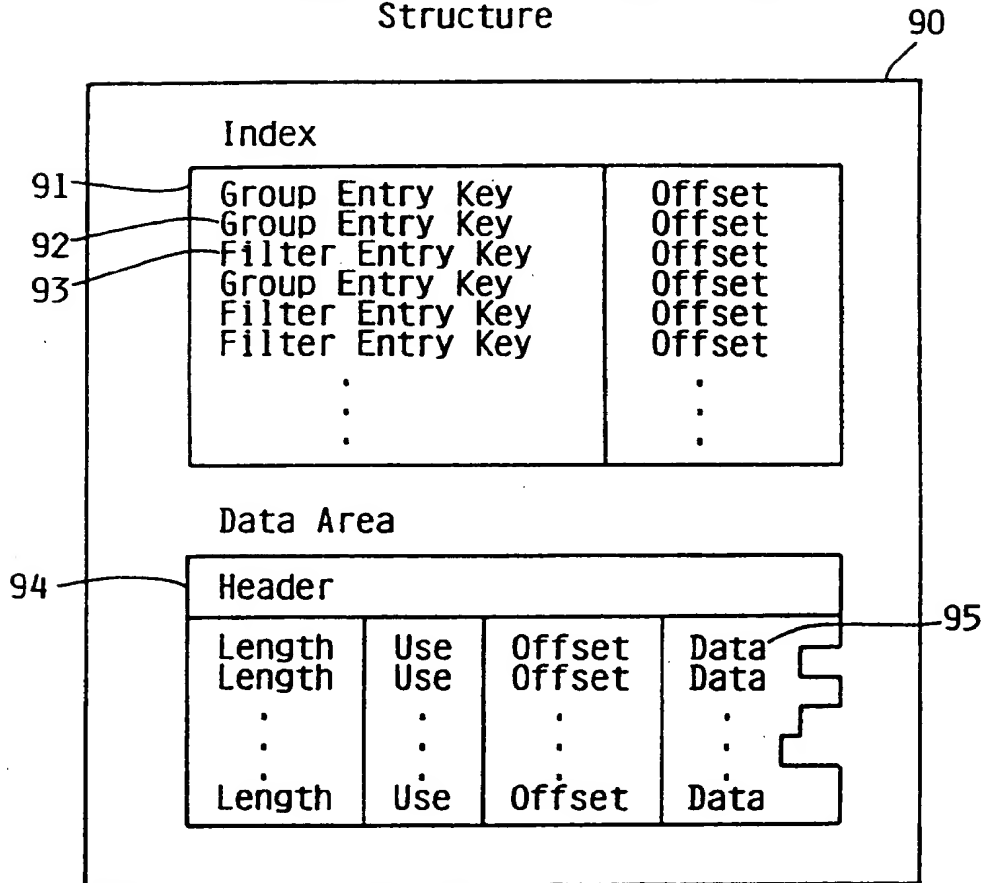 Structure
90
Index
91
Group Entry Key Offset
92
Group Entry Key Offset
93
Filter Entry Key Offset
Group Entry Key Offset
Filter Entry Key Offset
Filter Entry Key Offset
Data Area
94
Header
95
Length Use Offset Data
Length Use Offset Data
Length Use Offset Data